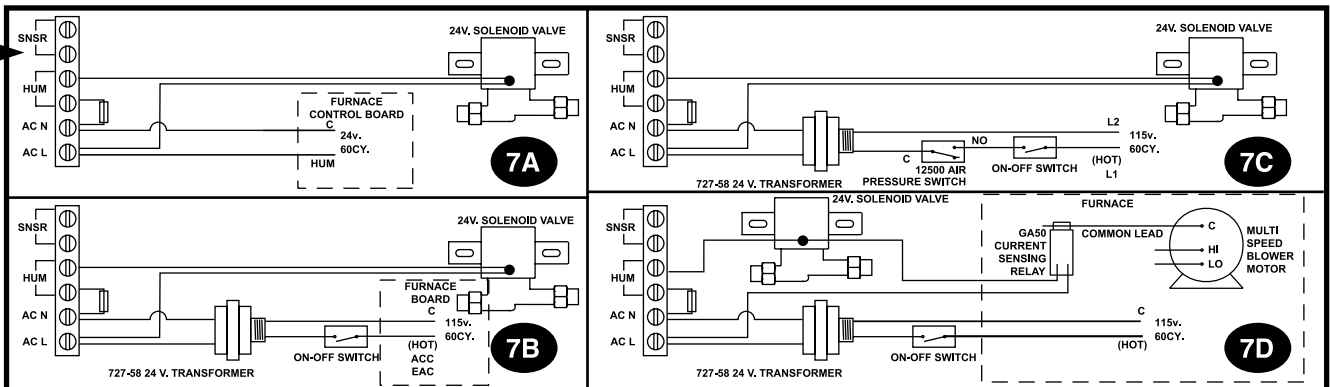 SNSR
HUM
AC N
AC L
24V. SOLENOID VALVE
FURNACE
CONTROL BOARD
C
24v.
60CY.
HUM
7A
SNSR
HUM
AC N
AC L
24V. SOLENOID VALVE
FURNACE
BOARD
C
115v.
60CY.
(HOT)
ACC
EAC
ON-OFF SWITCH
727-58 24 V. TRANSFORMER
7B
SNSR
HUM
AC N
AC L
24V. SOLENOID VALVE
L2
115v.
60CY.
(HOT)
L1
NO
C
12500 AIR
PRESSURE SWITCH
ON-OFF SWITCH
727-58 24 V. TRANSFORMER
7C
SNSR
HUM
AC N
AC L
24V. SOLENOID VALVE
FURNACE
GA50
CURRENT
SENSING
RELAY
COMMON LEAD
C
HI
LO
MULTI
SPEED
BLOWER
MOTOR
C
115v.
60CY.
(HOT)
ON-OFF SWITCH
727-58 24 V. TRANSFORMER
7D